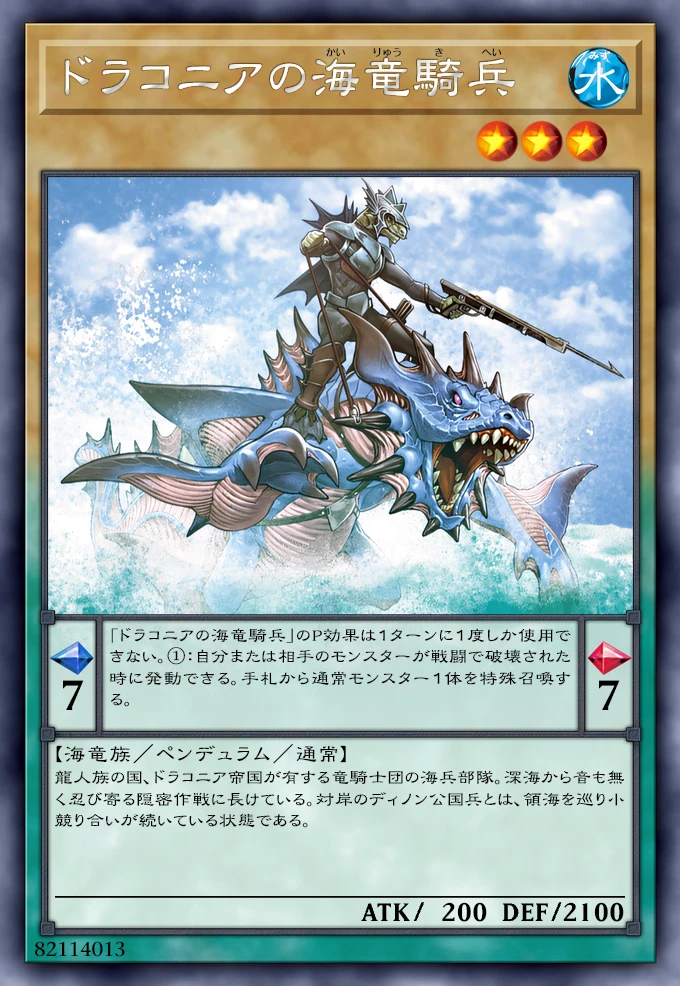 かい りゅう き へい
ドラコニアの海竜騎兵
みず
水
「ドラコニアの海竜騎兵」のP効果は1ターンに1度しか使用で
きない。①:自分または相手のモンスターが戦闘で破壊された
時に発動できる。手札から通常モンスター1体を特殊召喚す
る。
7
7
【海竜族/ペンデュラム/通常】
龍人族の国、ドラコニア帝国が有する竜騎士団の海兵部隊。深海から音も無
く忍び寄る隠密作戦に長けている。対岸のディノン公国兵とは、領海を巡り小
競り合いが続いている状態である。
ATK/ 200 DEF/2100
82114013